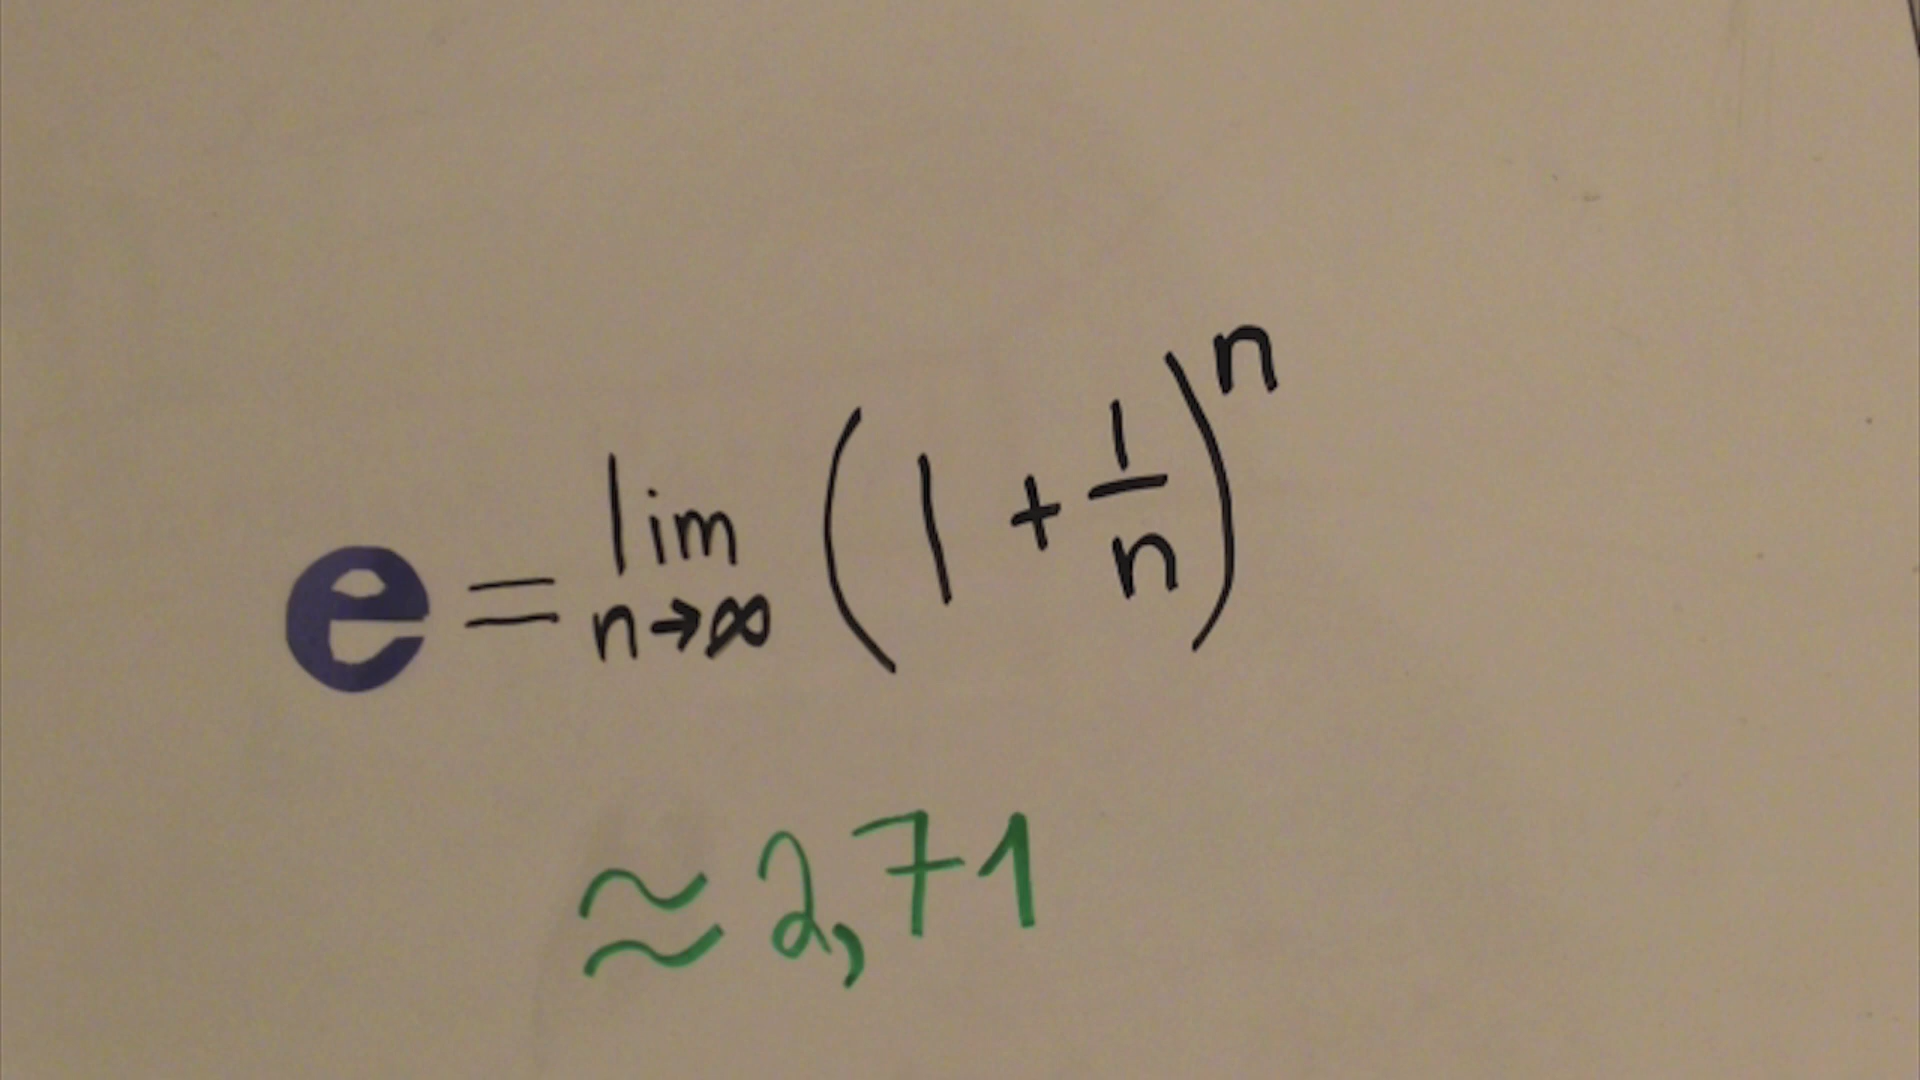 e = lim n→∞ (1 + 1/n)^n
≈ 2,71